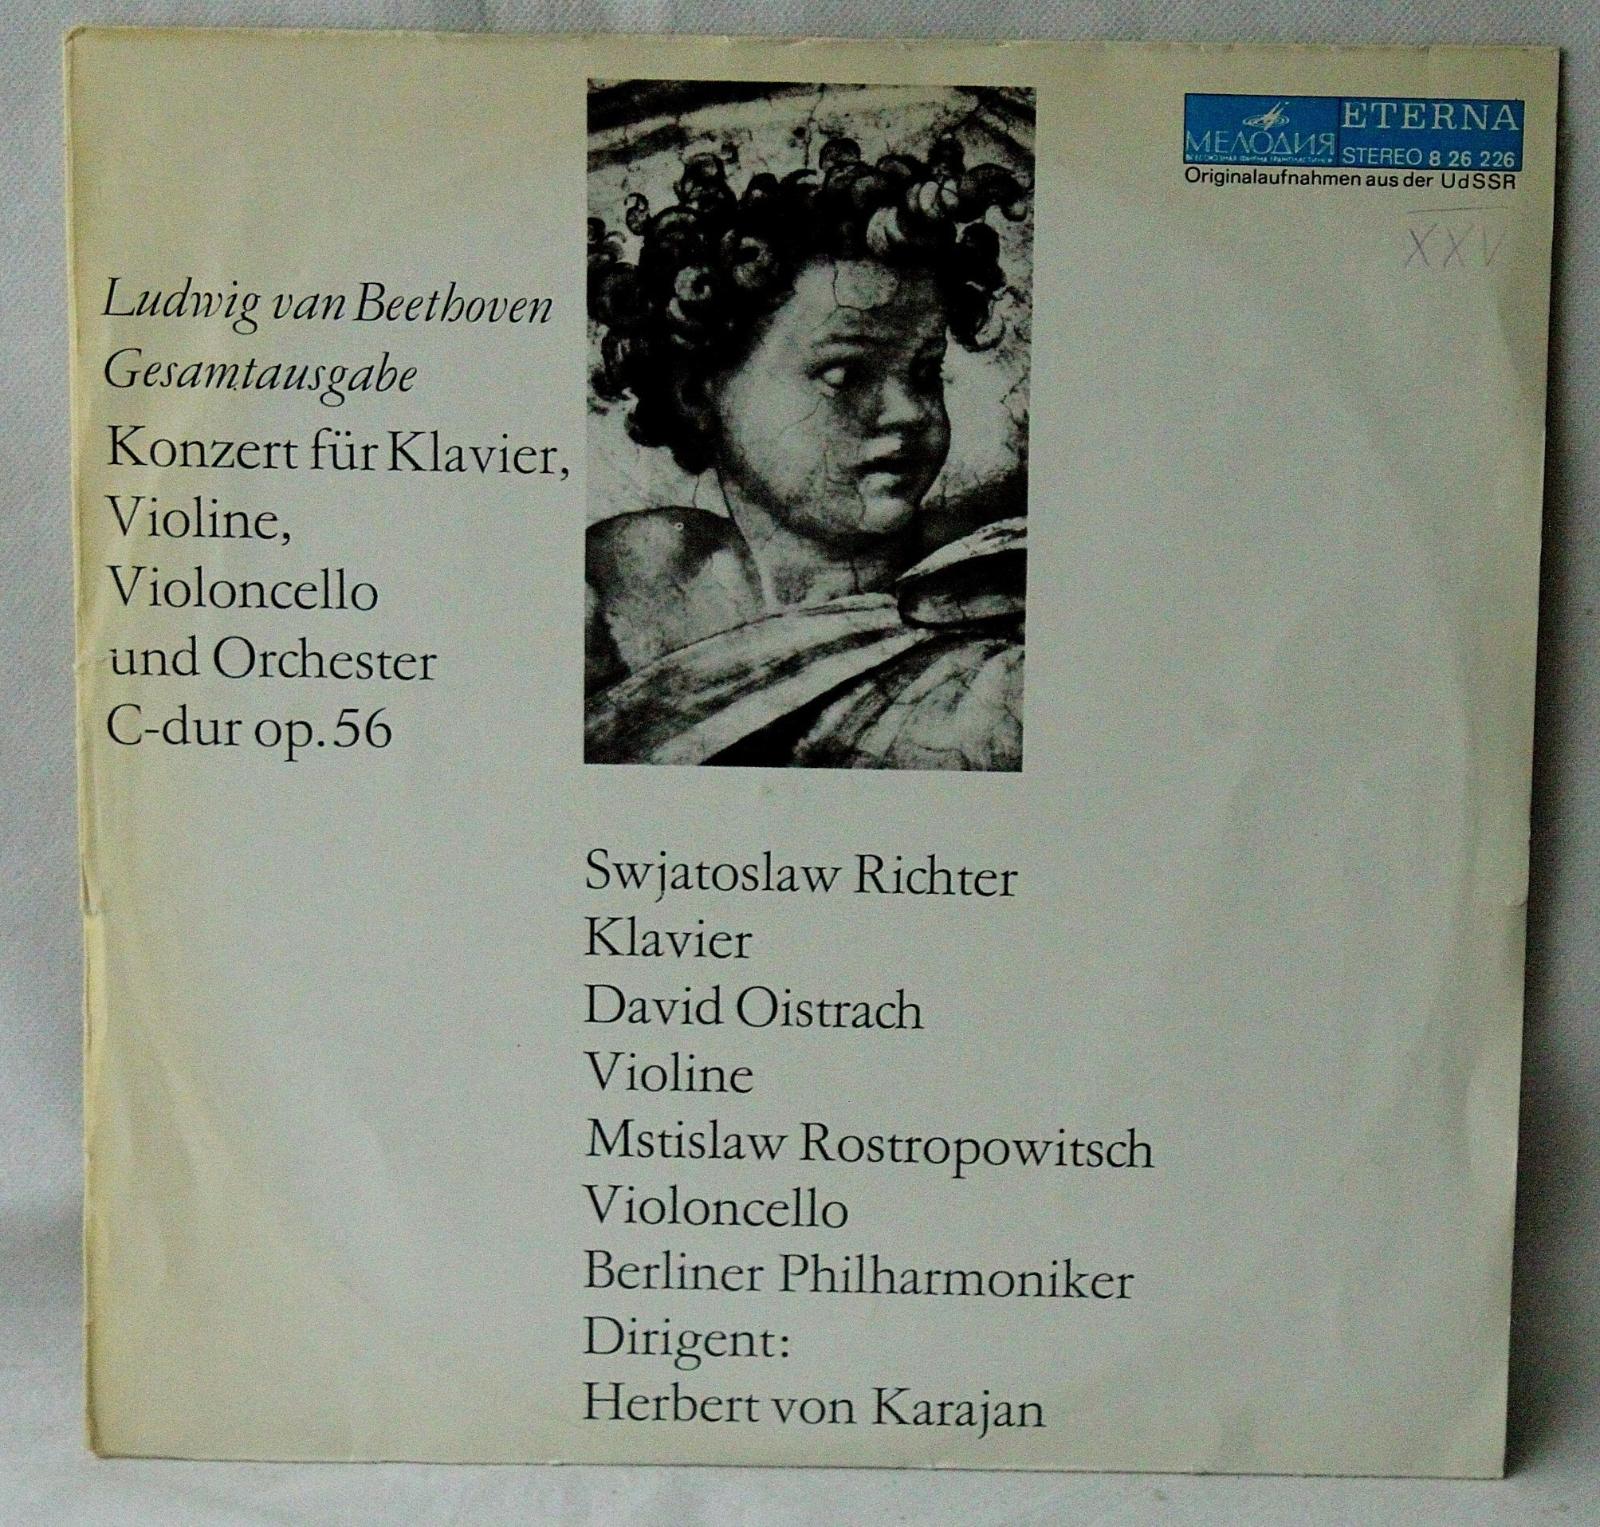 МЕЛОДИЯ
ETERNA
STEREO 8 26 226
Originalaufnahmen aus der UdSSR
XXV
Ludwig van Beethoven
Gesamtausgabe
Konzert für Klavier,
Violine,
Violoncello
und Orchester
C-dur op. 56
Swjatoslaw Richter
Klavier
David Oistrach
Violine
Mstislaw Rostropowitsch
Violoncello
Berliner Philharmoniker
Dirigent:
Herbert von Karajan